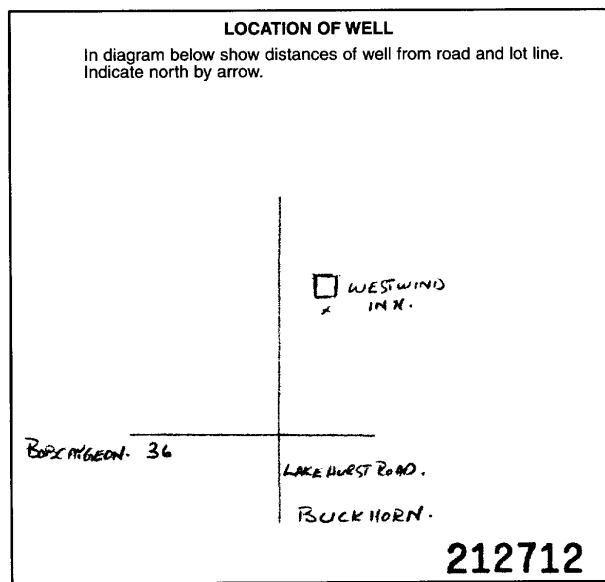 LOCATION OF WELL
In diagram below show distances of well from road and lot line.
Indicate north by arrow.
WESTWIND
INN.
BOBCAYGEON. 36
LAKEHURST ROAD.
BUCKHORN.
212712